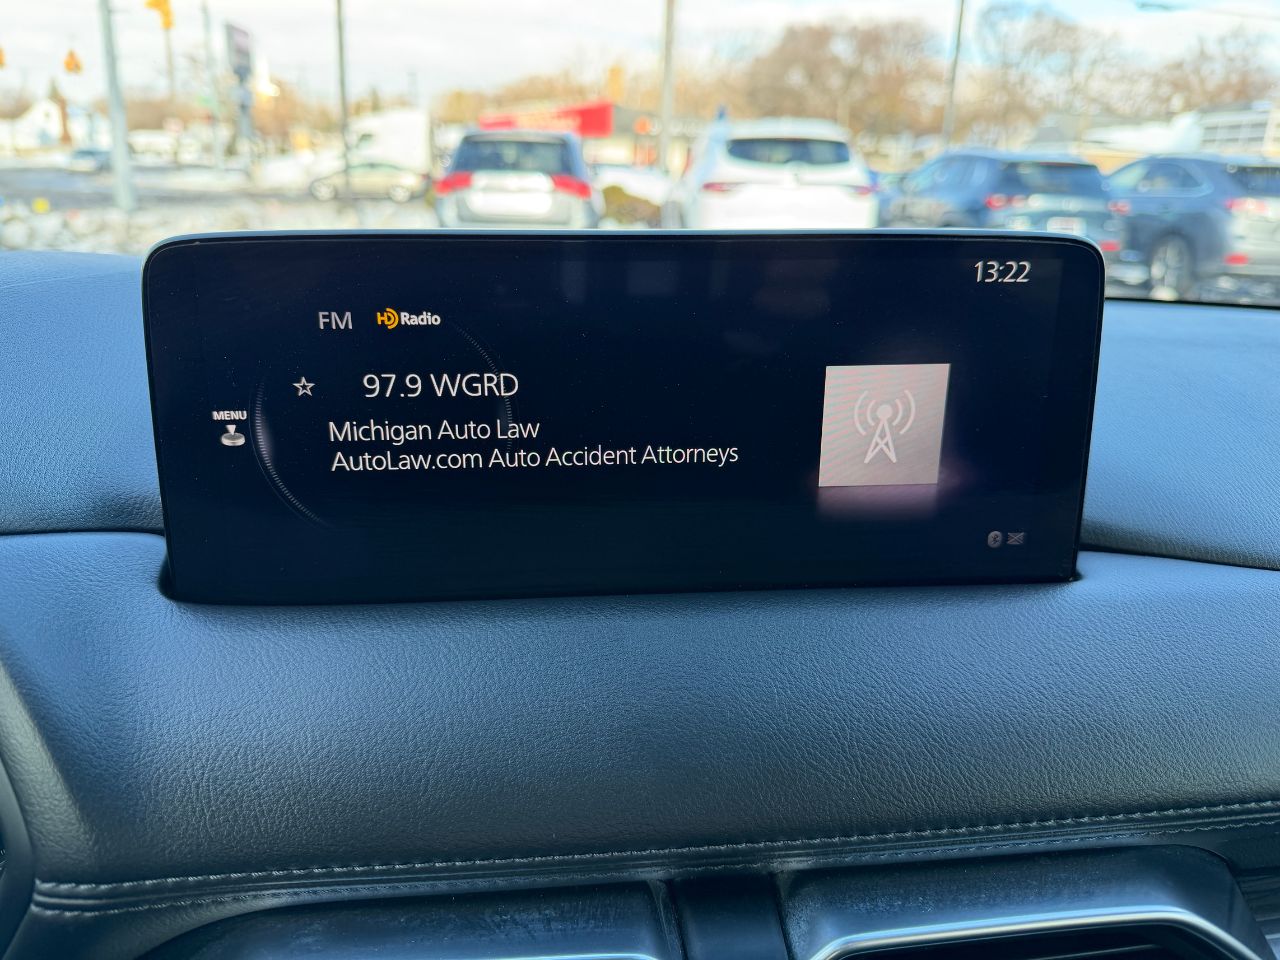 13:22
FM HD Radio
97.9 WGRD
MENU
Michigan Auto Law
AutoLaw.com Auto Accident Attorneys